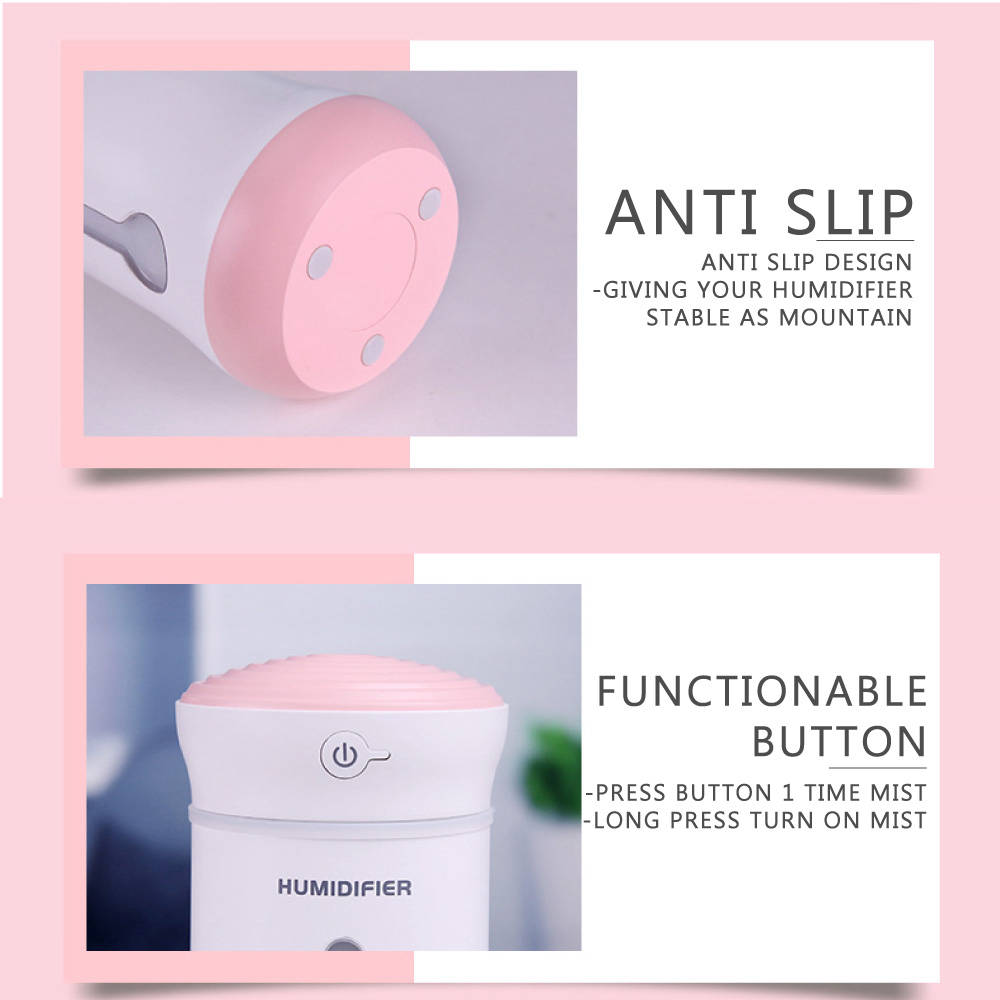 ANTI SLIP
ANTI SLIP DESIGN
-GIVING YOUR HUMIDIFIER
STABLE AS MOUNTAIN
FUNCTIONABLE
BUTTON
-PRESS BUTTON 1 TIME MIST
-LONG PRESS TURN ON MIST
HUMIDIFIER